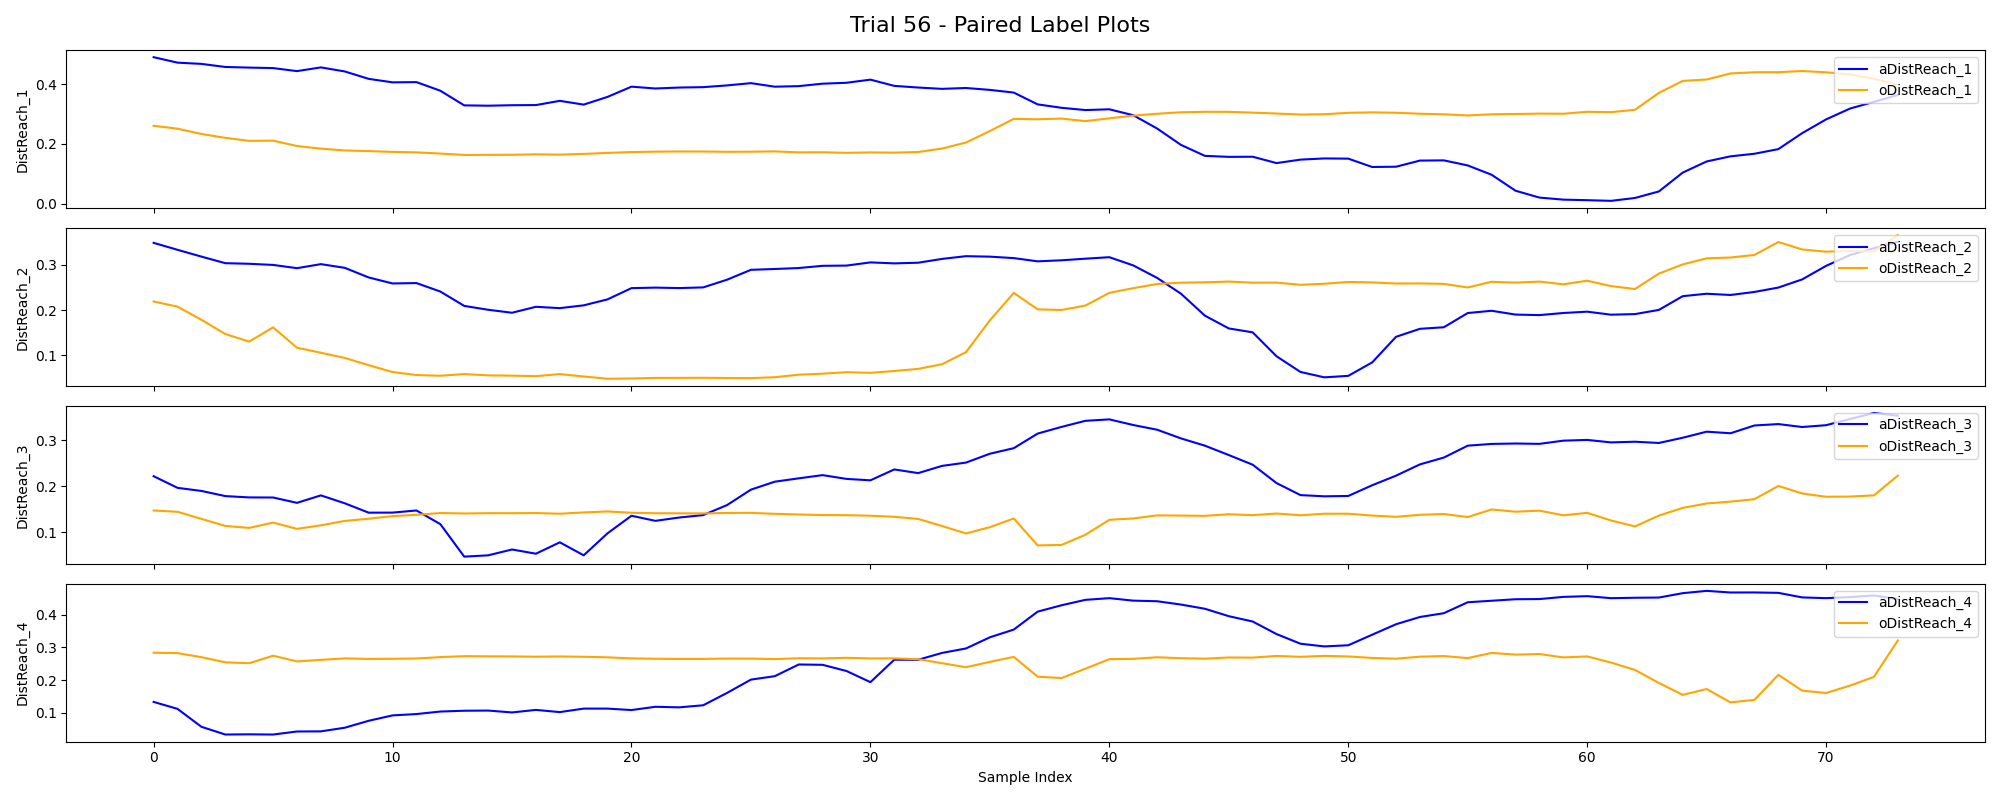 Trial 56 - Paired Label Plots
DistReach_1
0.4
0.2
0.0
aDistReach_1
oDistReach_1
DistReach_2
0.3
0.2
0.1
aDistReach_2
oDistReach_2
DistReach_3
0.3
0.2
0.1
aDistReach_3
oDistReach_3
DistReach_4
0.4
0.3
0.2
0.1
aDistReach_4
oDistReach_4
0 10 20 30 40 50 60 70
Sample Index